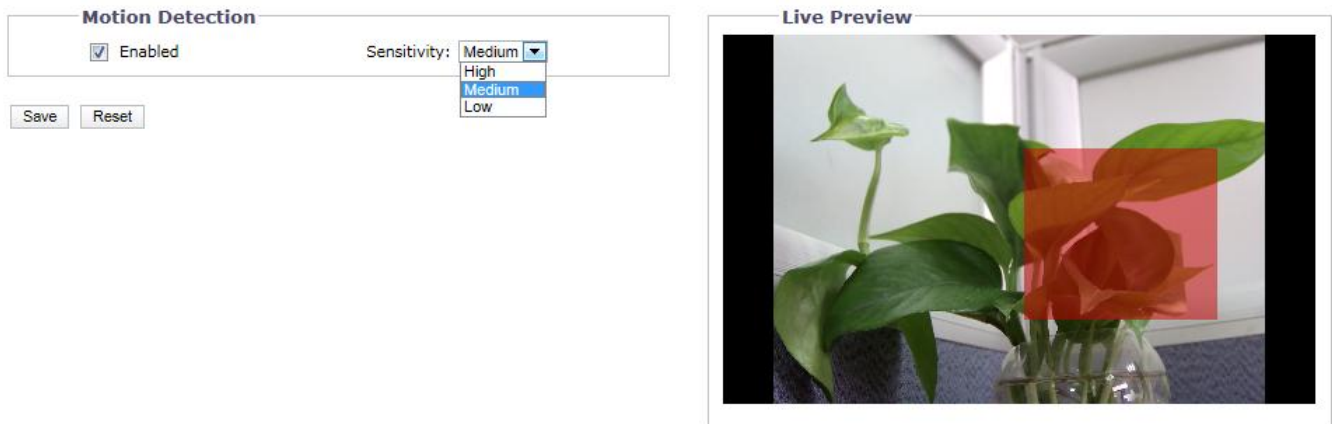 Motion Detection
Enabled
Sensitivity: Medium
High
Medium
Low
Save Reset
Live Preview